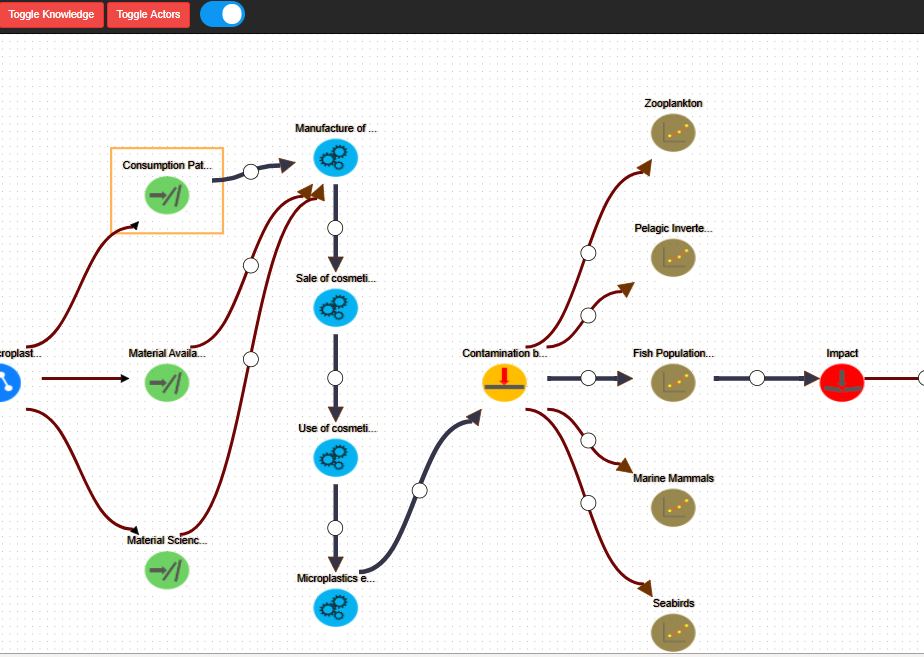 Toggle Knowledge
Toggle Actors
Zooplankton
Manufacture of ...
Consumption Pat...
Pelagic Inverte...
Sale of cosmeti...
croplast...
Material Availa...
Contamination b...
Fish Population...
Impact
Use of cosmeti...
Marine Mammals
Material Scienc...
Microplastics e...
Seabirds